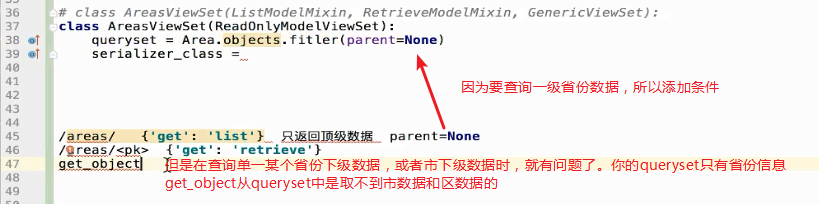 36 # class AreasViewSet(ListModelMixin, RetrieveModelMixin, GenericViewSet):
37 class AreasViewSet(ReadOnlyModelViewSet):
38 queryset = Area.objects.fitler(parent=None)
39 serializer_class =
40
41 因为要查询一级省份数据，所以添加条件
42
43
44
45 /areas/ {'get': 'list'} 只返回顶级数据 parent=None
46 /areas/<pk> {'get': 'retrieve'}
47 get_object 但是在查询单一某个省份下级数据，或者市下级数据时，就有问题了。你的queryset只有省份信息
48 get_object从queryset中是取不到市数据和区数据的
49
50